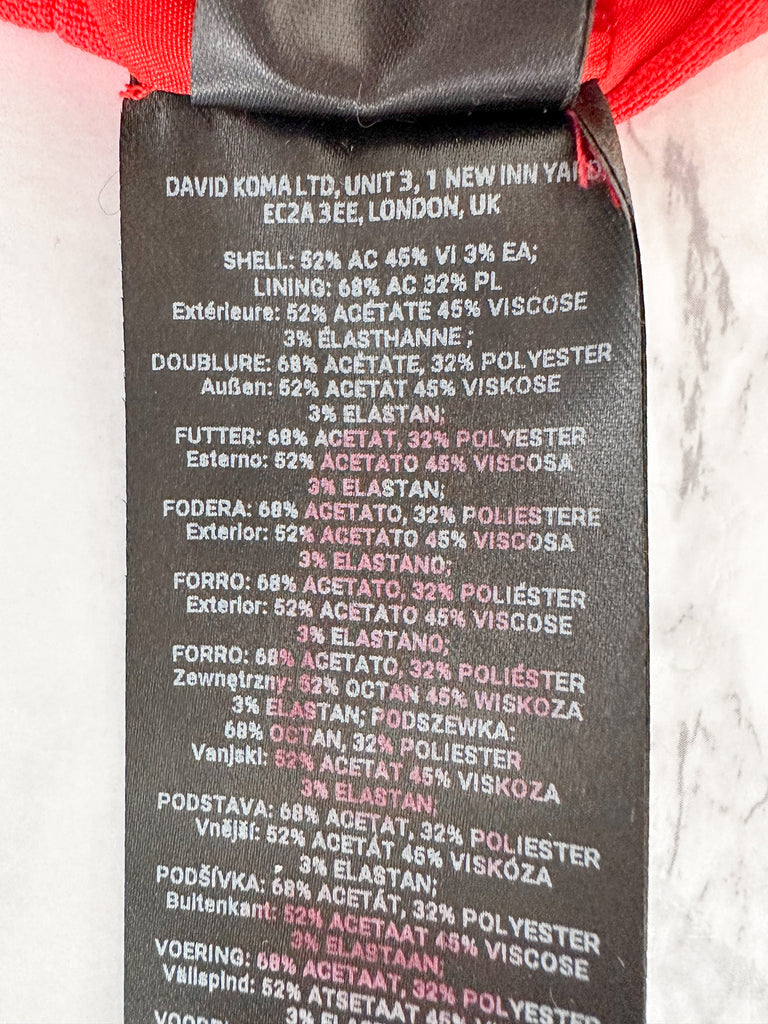 DAVID KOMA LTD, UNIT 3, 1 NEW INN
EC2A 3EE, LONDON, UK
SHELL: 52% AC 45% VI 3% EA;
LINING: 68% AC 32% PL
Extérieure: 52% ACÉTATE 45% VISCOSE
3% ÉLASTHANNE ;
DOUBLURE: 68% ACÉTATE, 32% POLYESTER
Außen: 52% ACETAT 45% VISKOSE
3% ELASTAN;
FUTTER: 68% ACETAT, 32% POLYESTER
Esterno: 52% ACETATO 45% VISCOSA
3% ELASTAN;
FODERA: 68% ACETATO, 32% POLIESTERE
Exterior: 52% ACETATO 45% VISCOSA
3% ELASTANO;
FORRO: 68% ACETATO, 32% POLIÉSTER
Exterior: 52% ACETATO 45% VISCOSE
3% ELASTANO;
FORRO: 68% ACETATO, 32% POLIÉSTER
Zewnętrzny: 52% OCTAN 45% WISKOZA
3% ELASTAN; PODSZEWKA:
68% OCTAN, 32% POLIESTER
Vanjski: 52% ACETAT 45% VISKOZA
3% ELASTAN;
PODSTAVA: 68% ACETAT, 32% POLIESTER
Vnější: 52% ACETÁT 45% VISKÓZA
3% ELASTAN;
PODŠÍVKA: 68% ACETÁT, 32% POLYESTER
Buitenkant: 52% ACETAAT 45% VISCOSE
3% ELASTAAN;
VOERING: 68% ACETAAT, 32% POLYESTER
Välispind: 52% ATSETAAT 45%